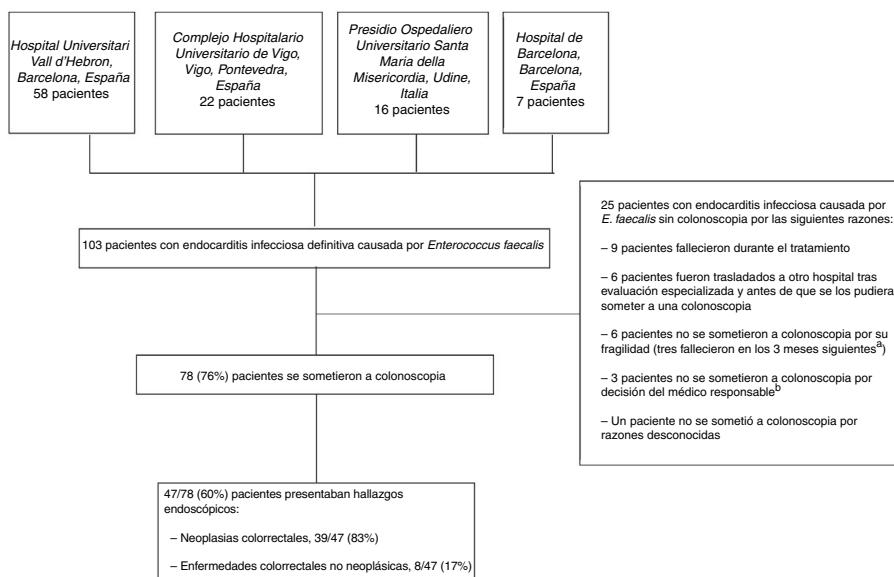 Hospital Universitari
Vall d’Hebron,
Barcelona, España
58 pacientes
Complejo Hospitalario
Universitario de Vigo,
Vigo, Pontevedra,
España
22 pacientes
Presidio Ospedaliero
Universitario Santa
Maria della
Misericordia, Udine,
Italia
16 pacientes
Hospital de
Barcelona,
Barcelona,
España
7 pacientes
103 pacientes con endocarditis infecciosa definitiva causada por Enterococcus faecalis
25 pacientes con endocarditis infecciosa causada por
E. faecalis sin colonoscopia por las siguientes razones:
– 9 pacientes fallecieron durante el tratamiento
– 6 pacientes fueron trasladados a otro hospital tras
evaluación especializada y antes de que se los pudiera
someter a una colonoscopia
– 6 pacientes no se sometieron a colonoscopia por su
fragilidad (tres fallecieron en los 3 meses siguientesa)
– 3 pacientes no se sometieron a colonoscopia por
decisión del médico responsableb
– Un paciente no se sometió a colonoscopia por
razones desconocidas
78 (76%) pacientes se sometieron a colonoscopia
47/78 (60%) pacientes presentaban hallazgos
endoscópicos:
– Neoplasias colorrectales, 39/47 (83%)
– Enfermedades colorrectales no neoplásicas, 8/47 (17%)